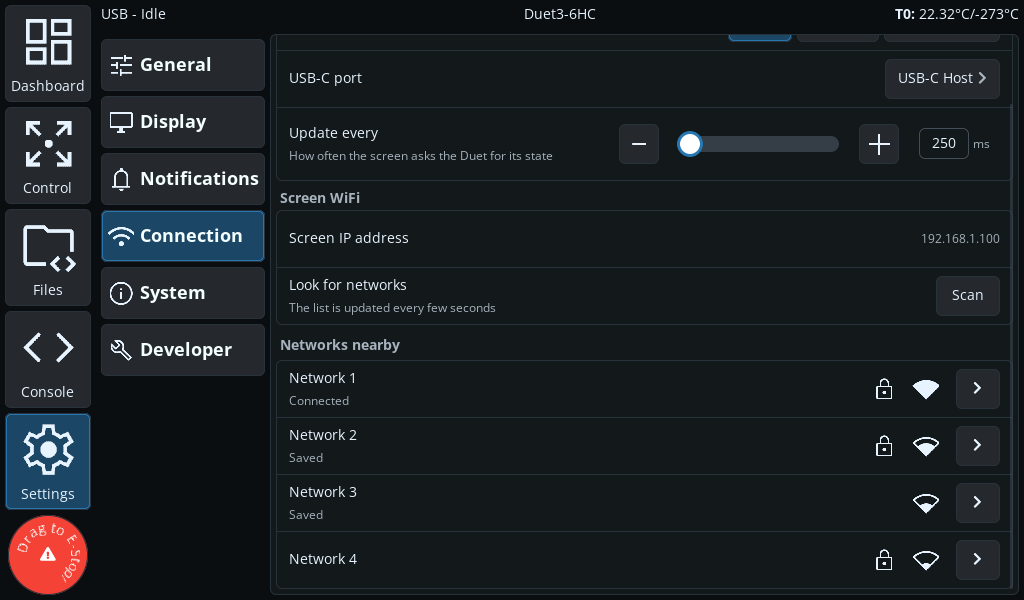 USB - Idle
Duet3-6HC
T0: 22.32°C/-273°C
Dashboard
Control
Files
Console
Settings
Drag to E-Stop!
General
Display
Notifications
Connection
System
Developer
USB-C port
USB-C Host
Update every
How often the screen asks the Duet for its state
250 ms
Screen WiFi
Screen IP address
192.168.1.100
Look for networks
The list is updated every few seconds
Scan
Networks nearby
Network 1
Connected
Network 2
Saved
Network 3
Saved
Network 4